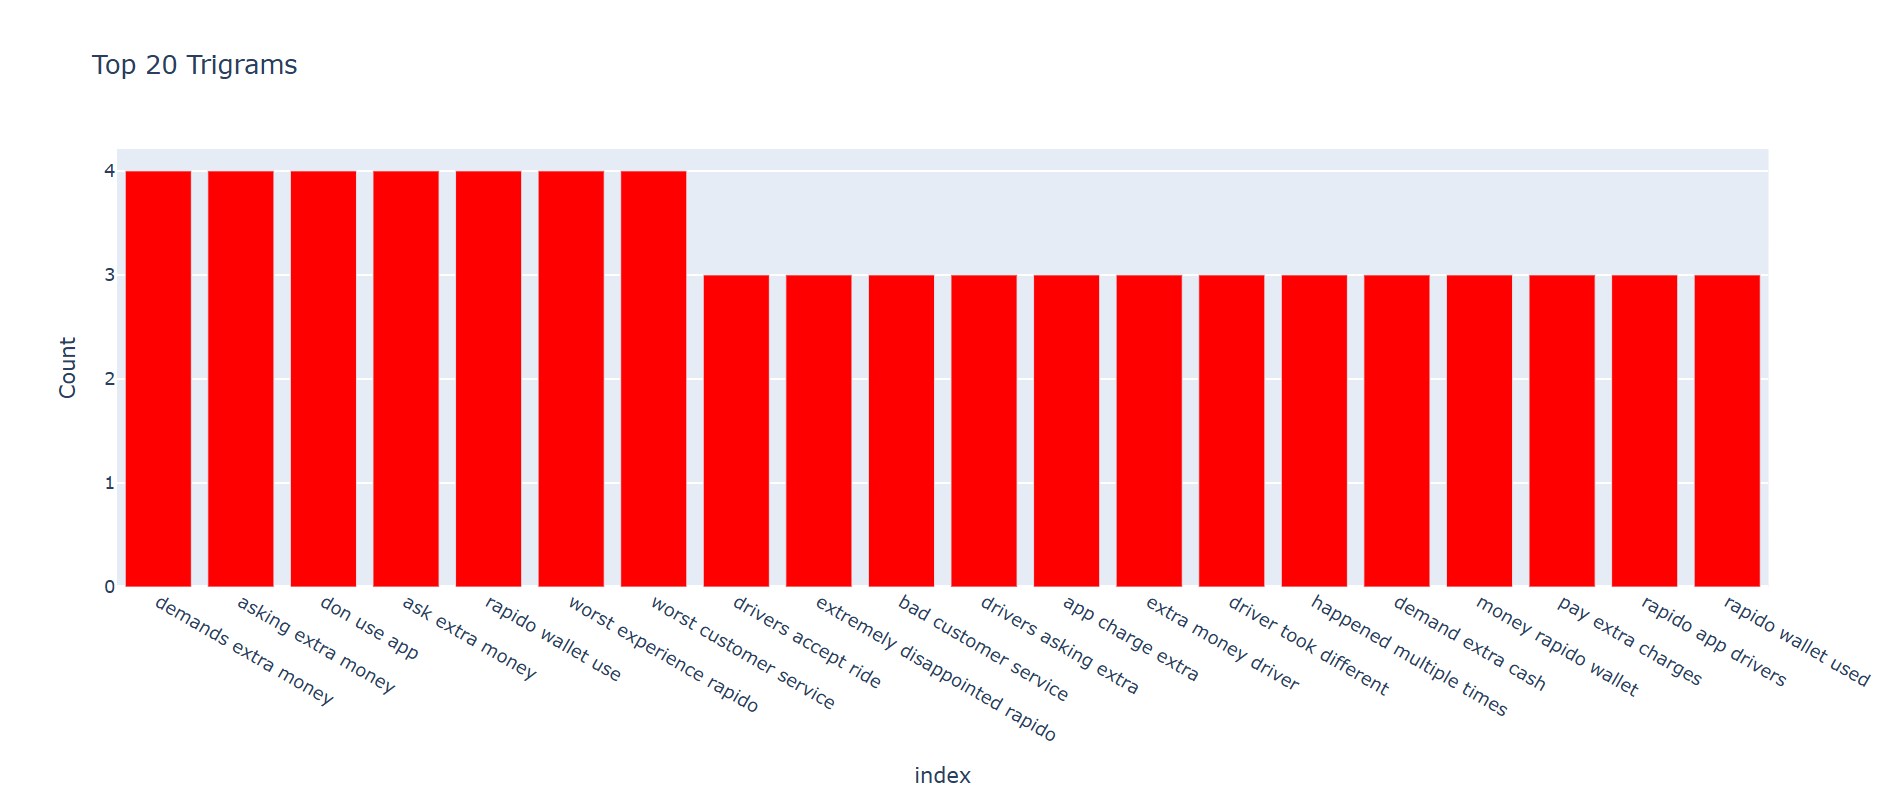 Top 20 Trigrams
Count
4
3
2
1
0
demands extra money
asking extra money
don use app
ask extra money
rapido wallet use
worst experience rapido
worst customer service
drivers accept ride
extremely disappointed rapido
bad customer service
drivers asking extra
app charge extra
extra money driver
driver took different
happened multiple times
demand extra cash
money rapido wallet
pay extra charges
rapido app drivers
rapido wallet used
index